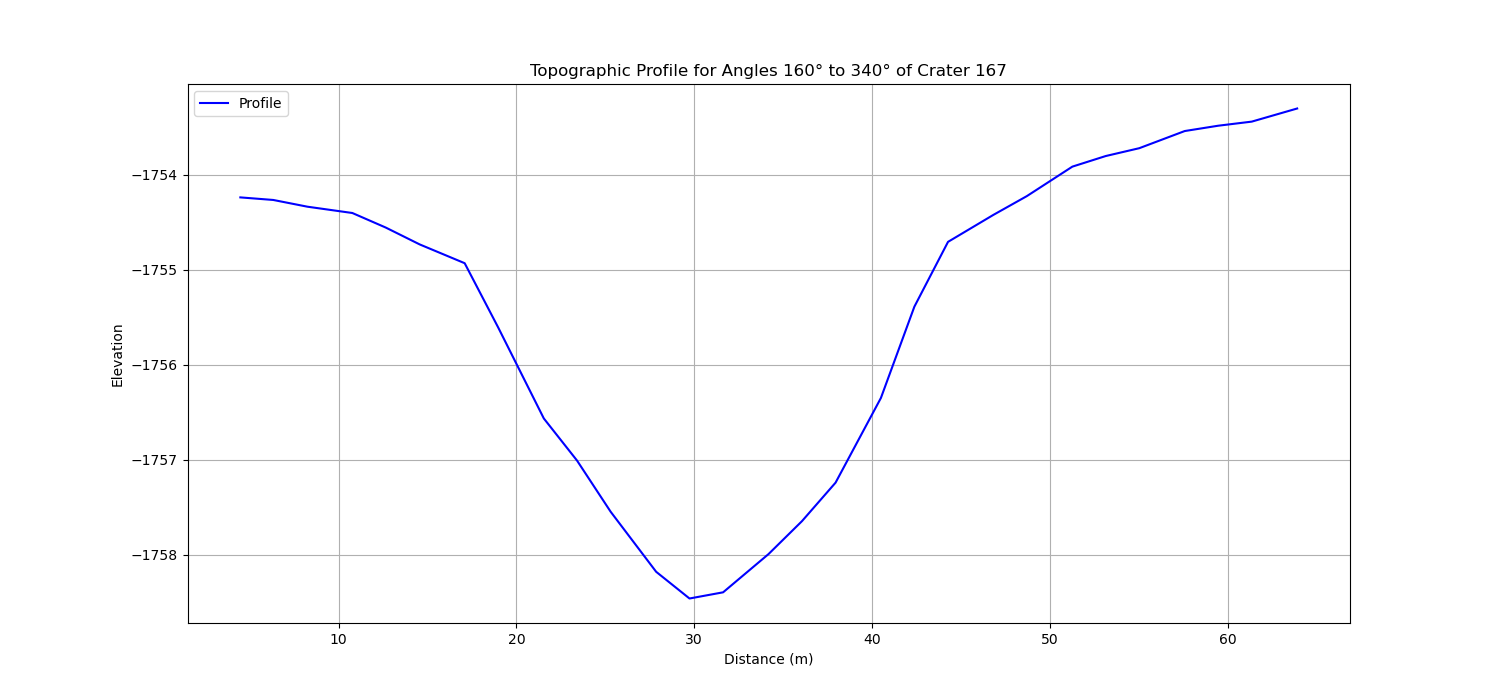 Topographic Profile for Angles 160° to 340° of Crater 167
Profile
−1754
−1755
−1756
−1757
−1758
Elevation
10 20 30 40 50 60
Distance (m)